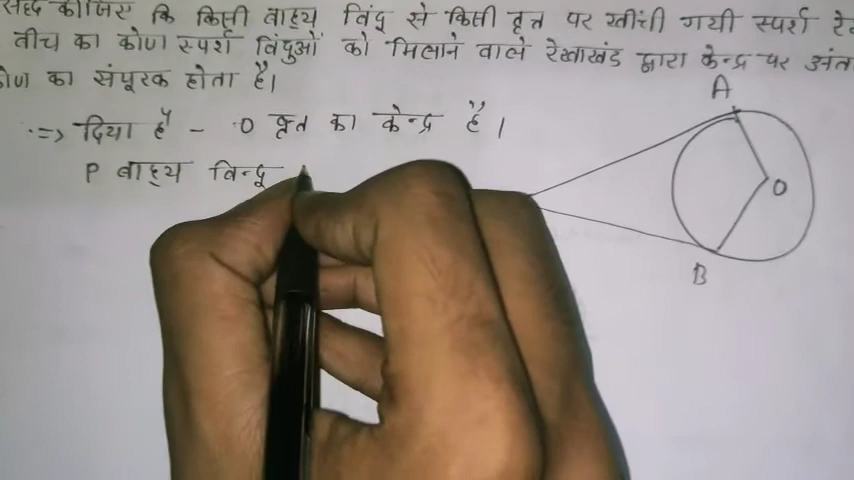 सिद्ध कीजिए कि किसी वाह्य विंदू से किसी वृत्त पर खींची गयी स्पर्श
बीच का कोण स्पर्श विंदुओं को मिलाने वाले रेखाखंड द्वारा केन्द्र पर
का संपूरक होता है।
.=> दिया है - O वृत का केन्द्र है।
P बाह्य विन्दू
A
O
B